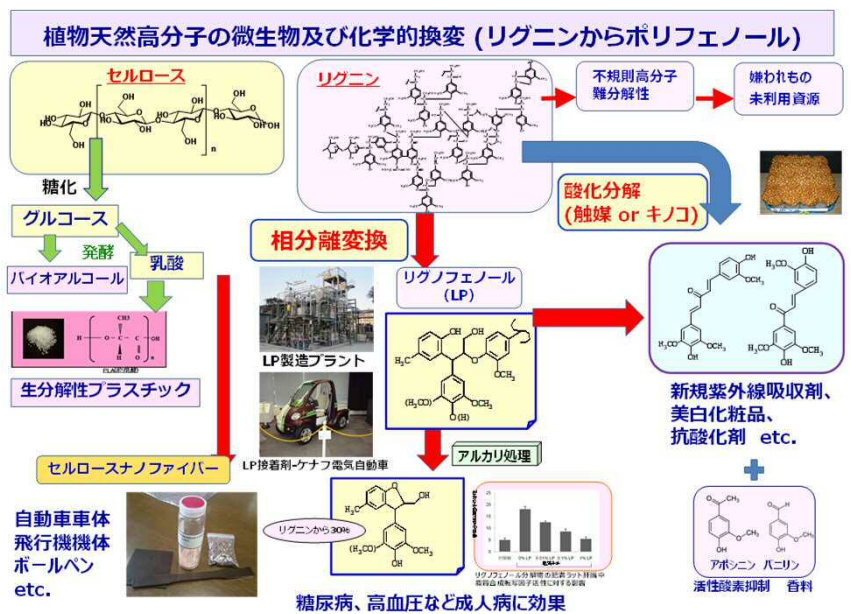 植物天然高分子の微生物及び化学的換変 (リグニンからポリフェノール)
セルロース
リグニン
不規則高分子
難分解性
嫌われもの
未利用資源
糖化
グルコース
発酵
乳酸
バイオアルコール
生分解性プラスチック
セルロースナノファイバー
自動車車体
飛行機機体
ボールペン
etc.
相分離変換
酸化分解
(触媒 or キノコ)
リグノフェノール
(LP)
LP製造プラント
LP接着剤-ケナフ電気自動車
アルカリ処理
リグニンから30%
糖尿病、高血圧など成人病に効果
新規紫外線吸収剤、
美白化粧品、
抗酸化剤 etc.
アポシニン バニリン
活性酸素抑制 香料